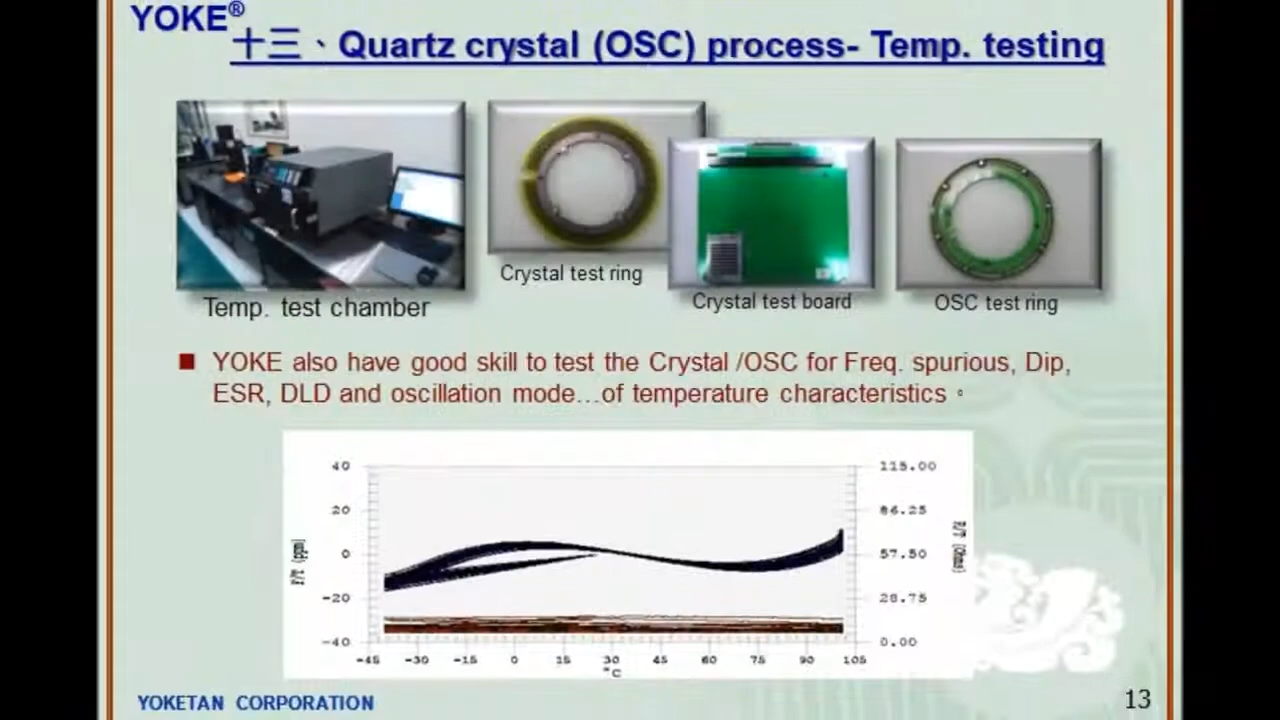 YOKE®
十三、Quartz crystal (OSC) process- Temp. testing
Crystal test ring
Temp. test chamber
Crystal test board
OSC test ring
YOKE also have good skill to test the Crystal /OSC for Freq. spurious, Dip,
ESR, DLD and oscillation mode…of temperature characteristics。
40
20
0
-20
-40
F/T (ppm)
115.00
86.25
57.50
28.75
0.00
-45 -30 -15 0 15 30 45 60 75 90 105
°C
YOKETAN CORPORATION
13